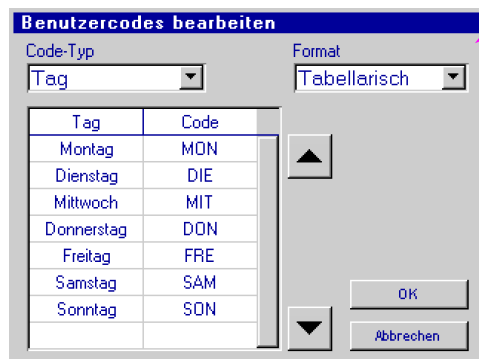 Benutzercodes bearbeiten
Code-Typ Format
Tag Tabellarisch
Tag Code
Montag MON
Dienstag DIE
Mittwoch MIT
Donnerstag DON
Freitag FRE
Samstag SAM
Sonntag SON
OK
Abbrechen